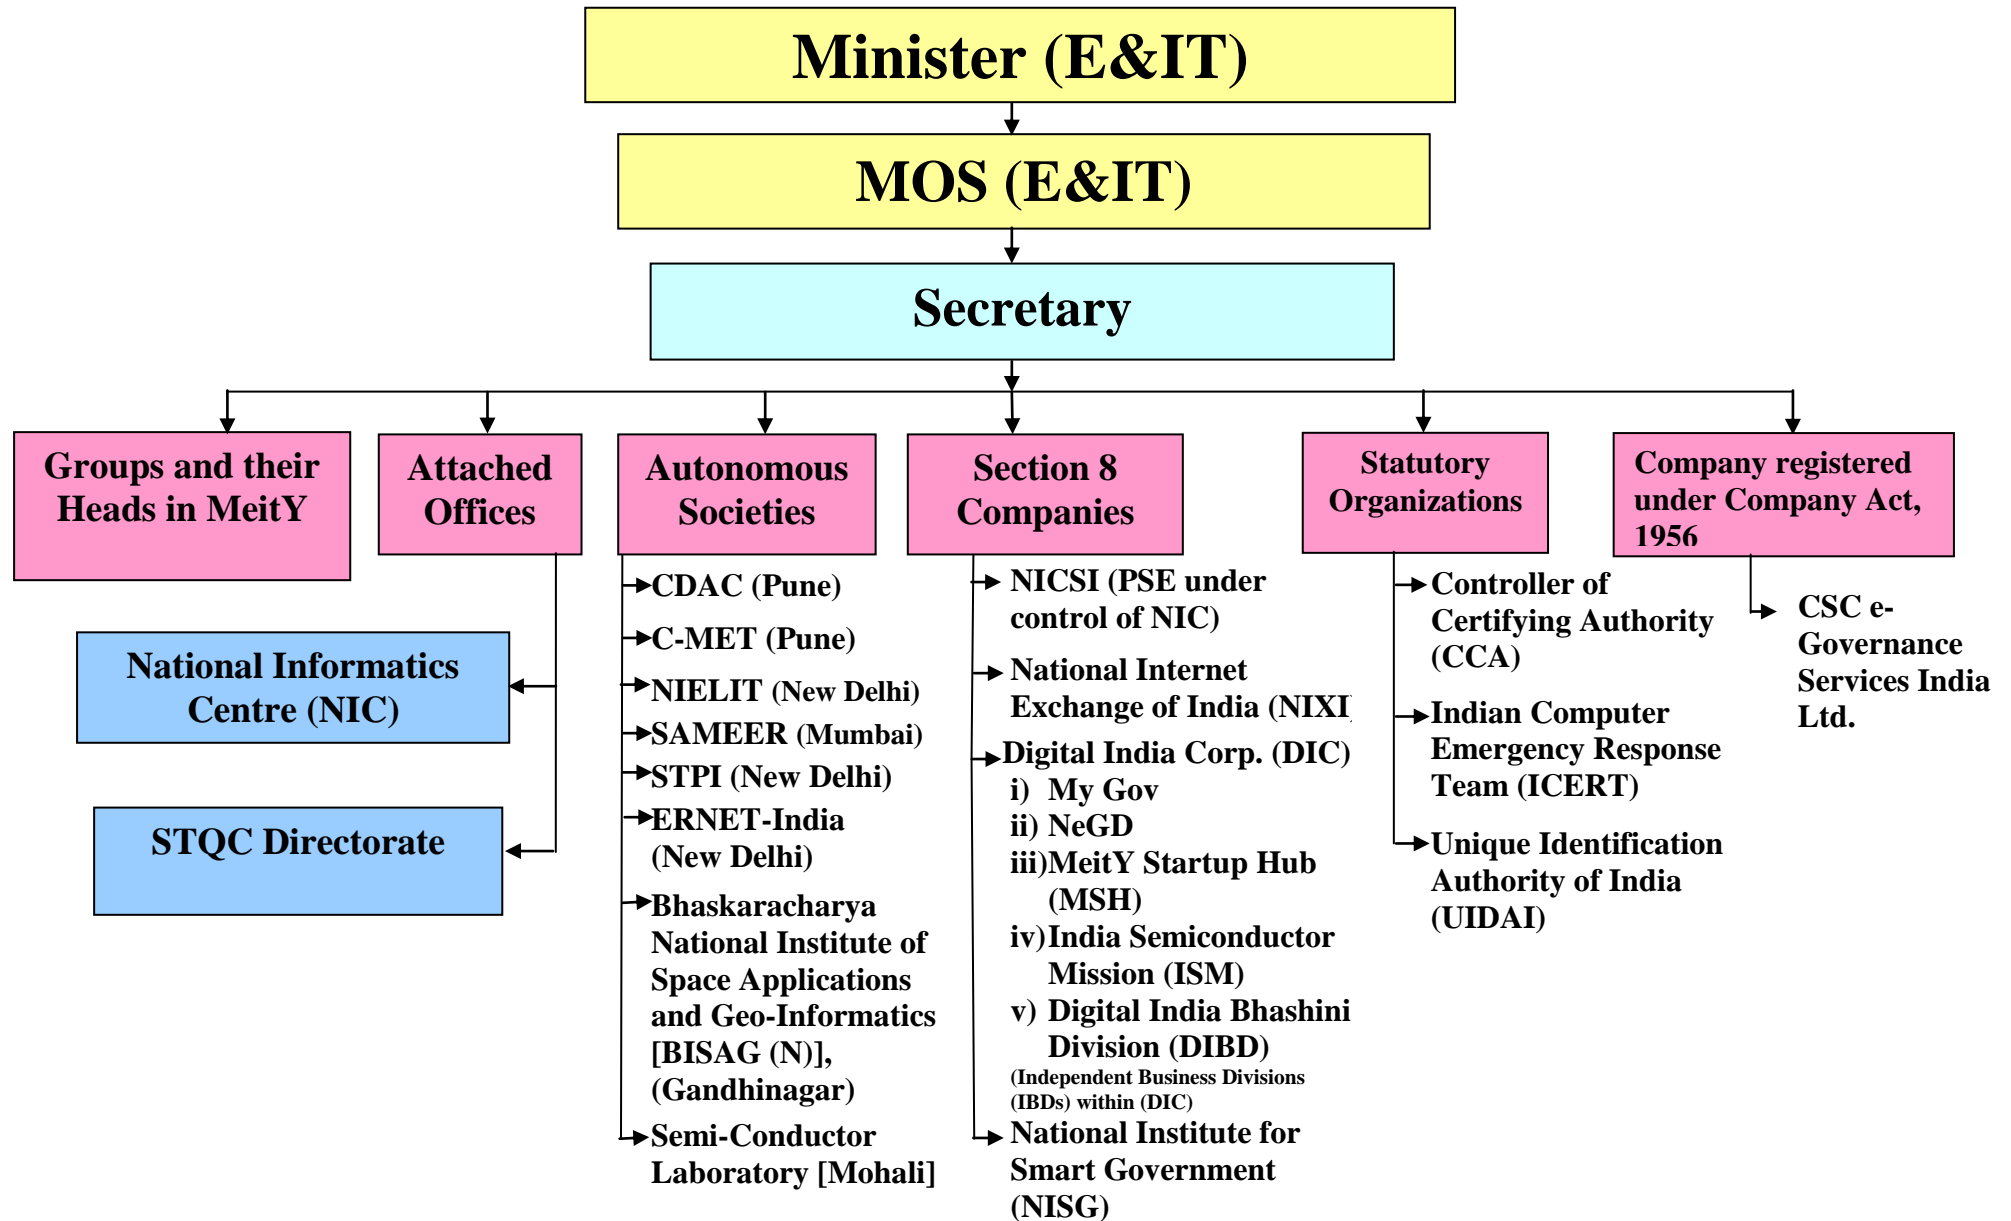 Minister (E&IT)
MOS (E&IT)
Secretary
Groups and their
Heads in MeitY
Attached
Offices
National Informatics
Centre (NIC)
STQC Directorate
Autonomous
Societies
CDAC (Pune)
C-MET (Pune)
NIELIT (New Delhi)
SAMEER (Mumbai)
STPI (New Delhi)
ERNET-India
(New Delhi)
Bhaskaracharya
National Institute of
Space Applications
and Geo-Informatics
[BISAG (N)],
(Gandhinagar)
Semi-Conductor
Laboratory [Mohali]
Section 8
Companies
NICSI (PSE under
control of NIC)
National Internet
Exchange of India (NIXI)
Digital India Corp. (DIC)
i) My Gov
ii) NeGD
iii)MeitY Startup Hub
(MSH)
iv)India Semiconductor
Mission (ISM)
v) Digital India Bhashini
Division (DIBD)
(Independent Business Divisions
(IBDs) within (DIC)
National Institute for
Smart Government
(NISG)
Statutory
Organizations
Controller of
Certifying Authority
(CCA)
Indian Computer
Emergency Response
Team (ICERT)
Unique Identification
Authority of India
(UIDAI)
Company registered
under Company Act,
1956
CSC e-
Governance
Services India
Ltd.